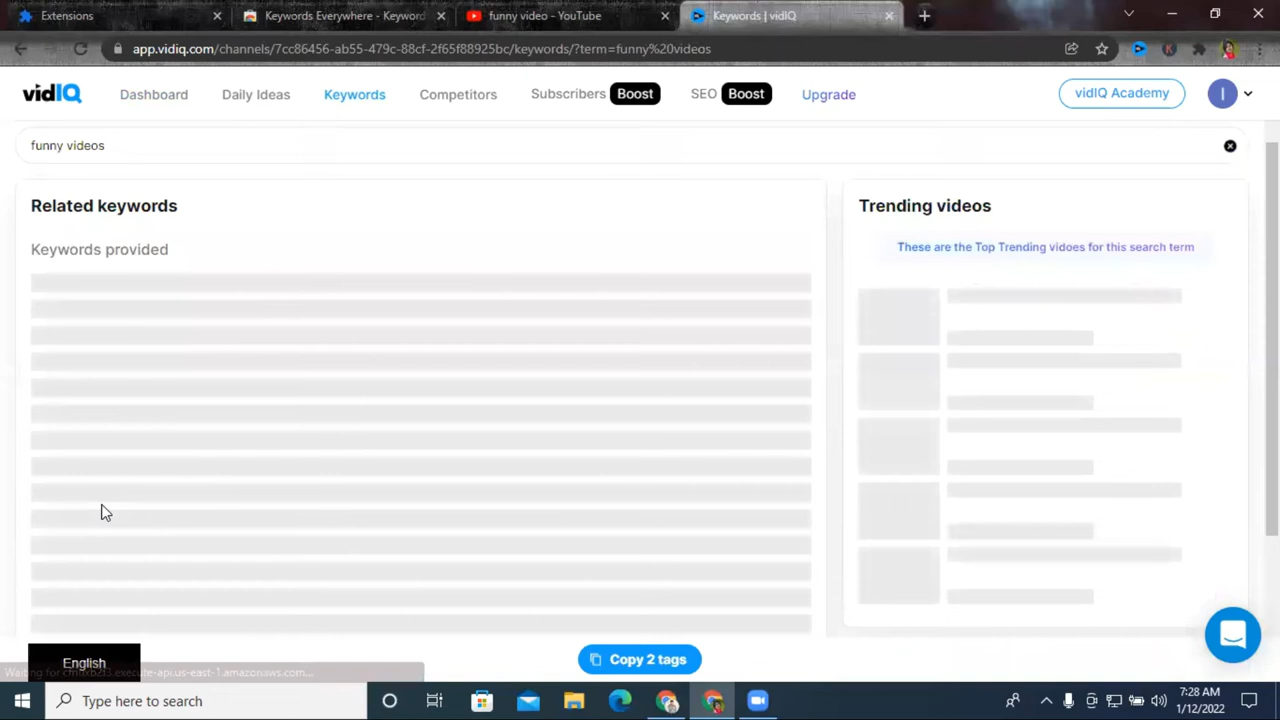 Extensions
Keywords Everywhere - Keyword
funny video - YouTube
Keywords | vidIQ
app.vidiq.com/channels/7cc86456-ab55-479c-88cf-2f65f88925bc/keywords/?term=funny%20videos
vidIQ
Dashboard
Daily Ideas
Keywords
Competitors
Subscribers Boost
SEO Boost
Upgrade
vidIQ Academy
I
funny videos
Related keywords
Keywords provided
Trending videos
These are the Top Trending vidoes for this search term
English
Copy 2 tags
Type here to search
7:28 AM
1/12/2022